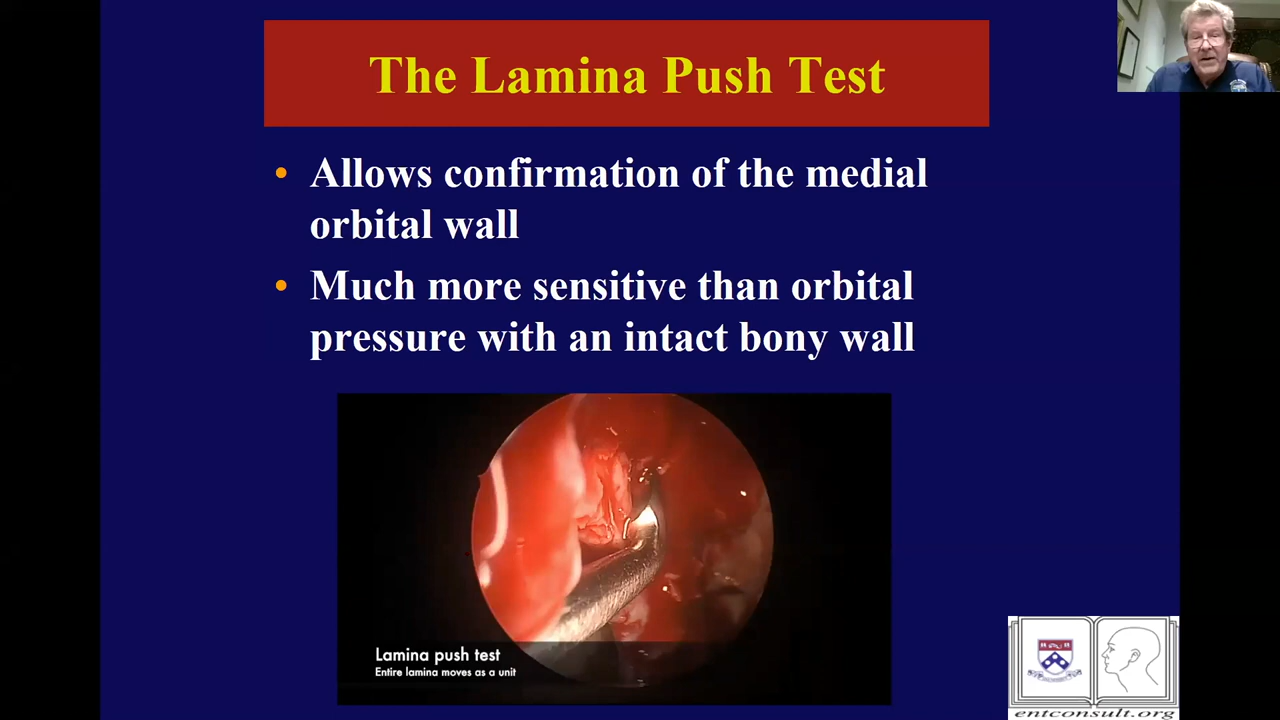 The Lamina Push Test
• Allows confirmation of the medial
orbital wall
• Much more sensitive than orbital
pressure with an intact bony wall
Lamina push test
Entire lamina moves as a unit
entconsult.org